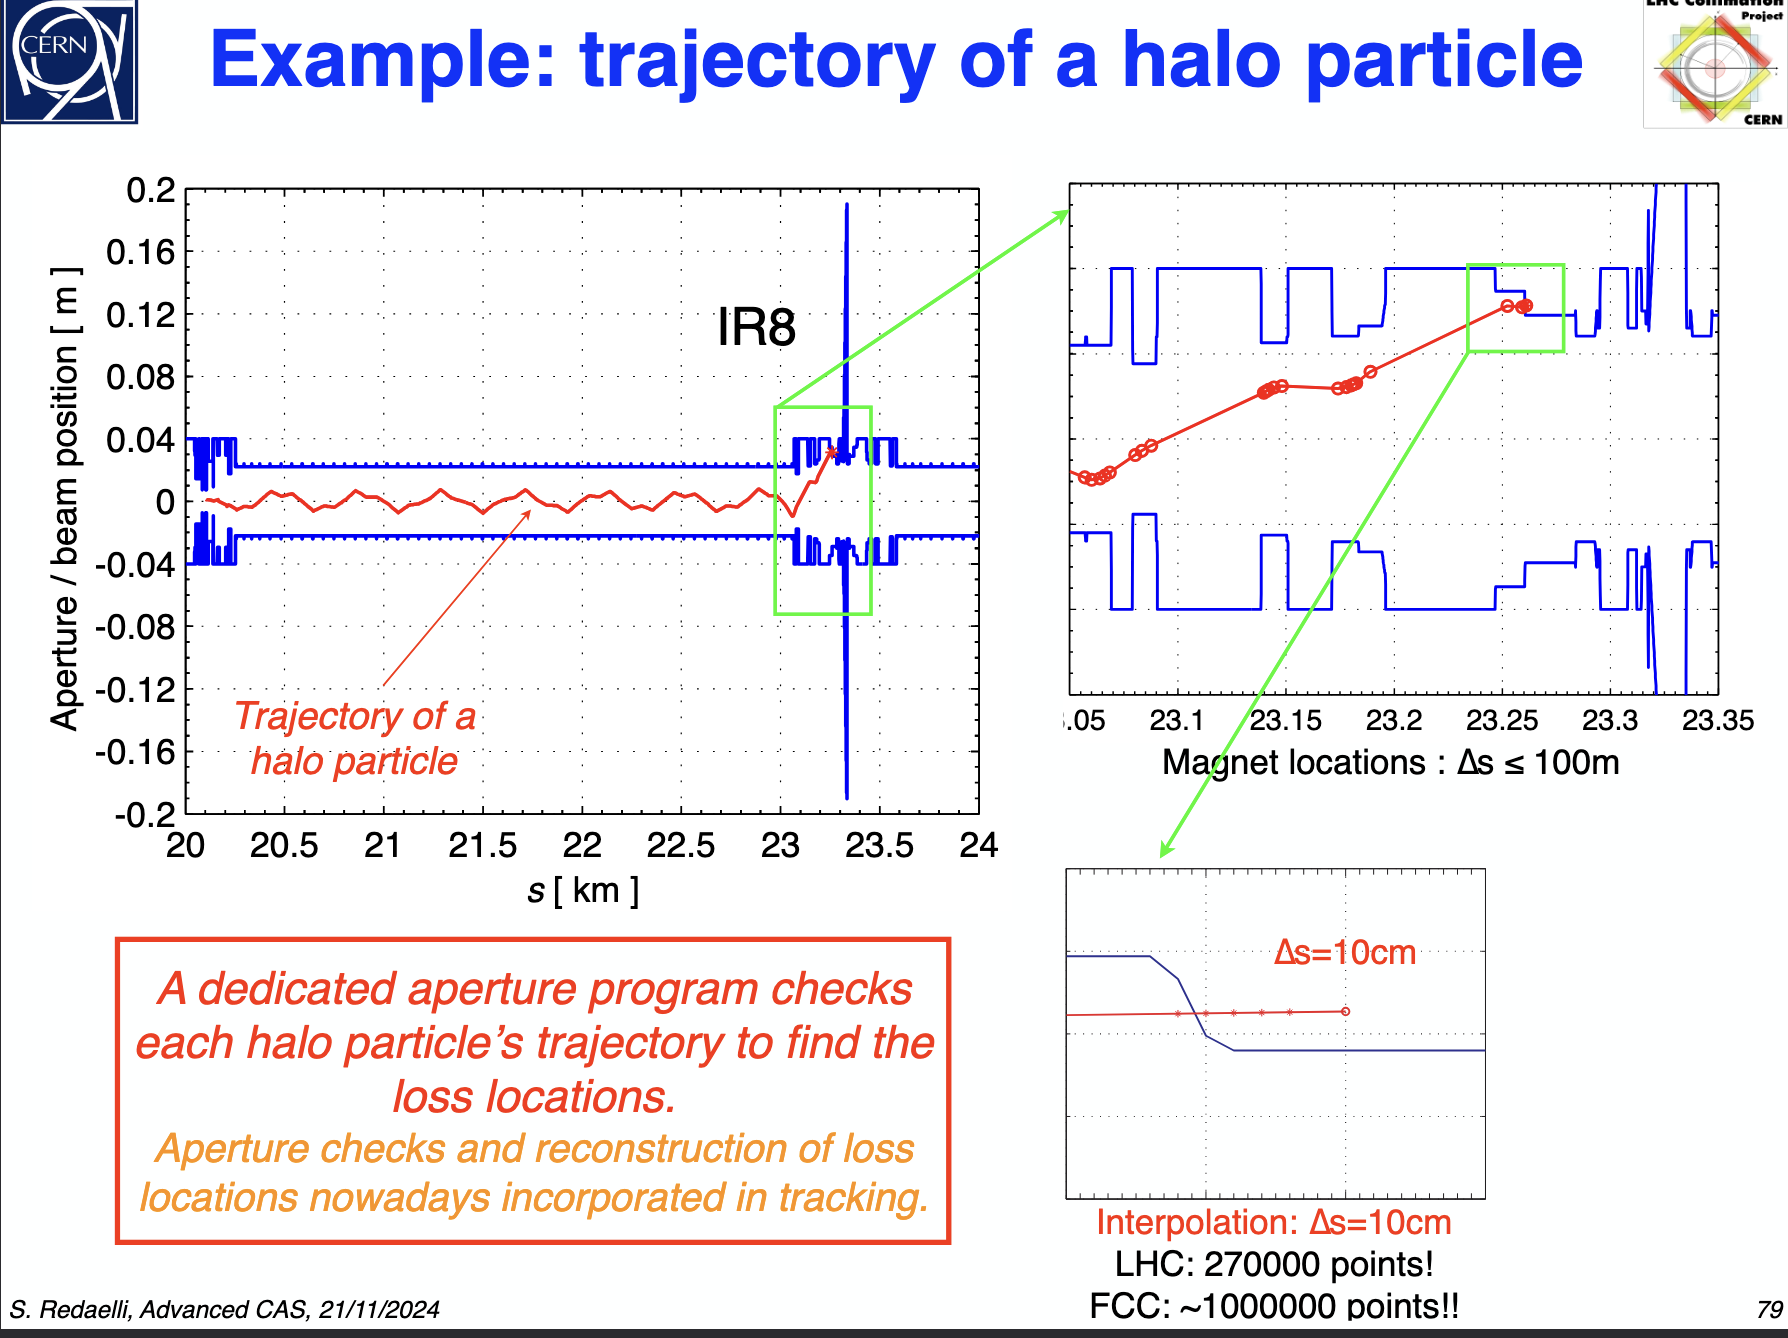 CERN
Example: trajectory of a halo particle
LHC Collimation
Project
CERN
Aperture / beam position [ m ]
0.2
0.16
0.12
0.08
0.04
0
-0.04
-0.08
-0.12
-0.16
-0.2
IR8
Trajectory of a
halo particle
20 20.5 21 21.5 22 22.5 23 23.5 24
s [ km ]
.05 23.1 23.15 23.2 23.25 23.3 23.35
Magnet locations : Δs ≤ 100m
Δs=10cm
Interpolation: Δs=10cm
LHC: 270000 points!
FCC: ~1000000 points!!
A dedicated aperture program checks
each halo particle's trajectory to find the
loss locations.
Aperture checks and reconstruction of loss
locations nowadays incorporated in tracking.
S. Redaelli, Advanced CAS, 21/11/2024
79